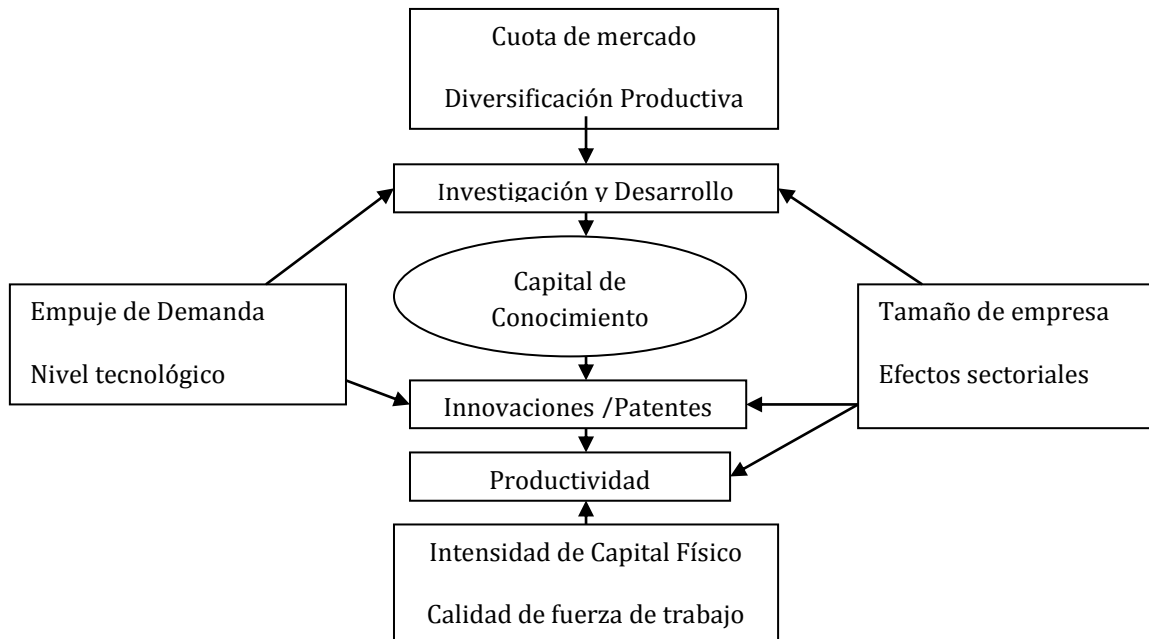 Cuota de mercado
Diversificación Productiva
Investigación y Desarrollo
Capital de
Conocimiento
Empuje de Demanda
Nivel tecnológico
Tamaño de empresa
Efectos sectoriales
Innovaciones /Patentes
Productividad
Intensidad de Capital Físico
Calidad de fuerza de trabajo